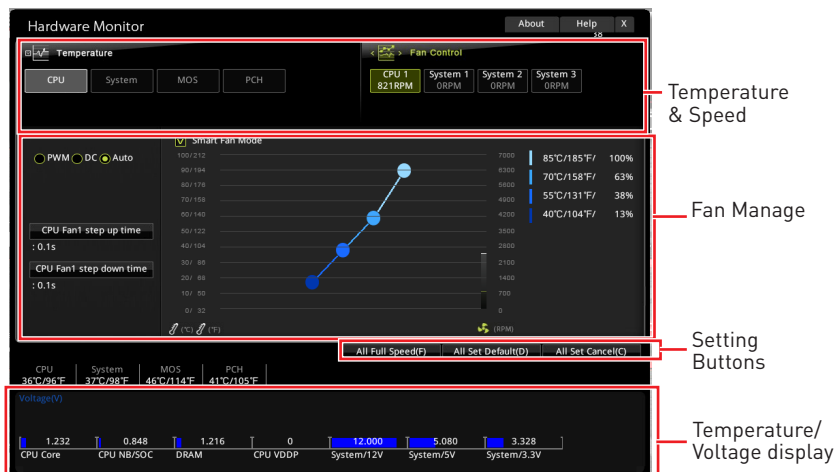 Hardware Monitor
About Help X
Temperature
Fan Control
CPU System MOS PCH
CPU 1 System 1 System 2 System 3
821RPM 0RPM 0RPM 0RPM
Temperature
& Speed
Smart Fan Mode
PWM DC Auto
100/212 7000
90/194 6300
80/176 5600
70/158 4900
60/140 4200
50/122 3500
40/104 2800
30/ 86 2100
20/ 68 1400
10/ 50 700
0/ 32 0
(°C) (°F) (RPM)
85°C/185°F/ 100%
70°C/158°F/ 63%
55°C/131°F/ 38%
40°C/104°F/ 13%
CPU Fan1 step up time
: 0.1s
CPU Fan1 step down time
: 0.1s
Fan Manage
All Full Speed(F) All Set Default(D) All Set Cancel(C)
Setting
Buttons
CPU System MOS PCH
36°C/96°F 37°C/98°F 46°C/114°F 41°C/105°F
Voltage(V)
1.232 0.848 1.216 0 12.000 5.080 3.328
CPU Core CPU NB/SOC DRAM CPU VDDP System/12V System/5V System/3.3V
Temperature/
Voltage display